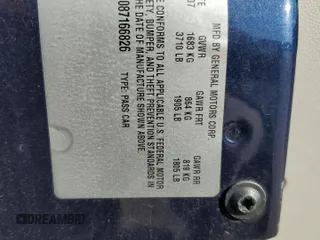 MFD BY GENERAL MOTORS CORP.
07
GVWR GAWR FRT GAWR RR
1683 KG 864 KG 819 KG
3710 LB 1905 LB 1805 LB
CONFORMS TO ALL APPLICABLE U.S. FEDERAL MOTOR
SAFETY, BUMPER, AND THEFT PREVENTION STANDARDS IN
THE DATE OF MANUFACTURE SHOWN ABOVE.
087166826 TYPE: PASS CAR
DREAMBID